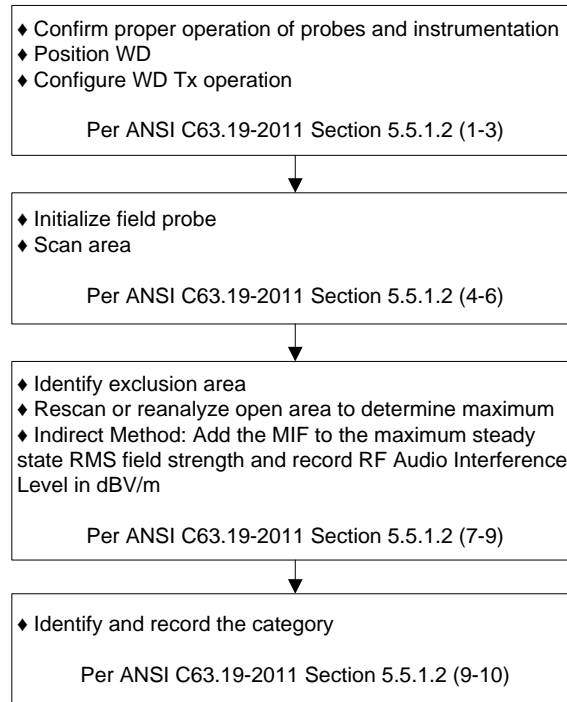 ♦ Confirm proper operation of probes and instrumentation
♦ Position WD
♦ Configure WD Tx operation
Per ANSI C63.19-2011 Section 5.5.1.2 (1-3)
♦ Initialize field probe
♦ Scan area
Per ANSI C63.19-2011 Section 5.5.1.2 (4-6)
♦ Identify exclusion area
♦ Rescan or reanalyze open area to determine maximum
♦ Indirect Method: Add the MIF to the maximum steady
state RMS field strength and record RF Audio Interference
Level in dBV/m
Per ANSI C63.19-2011 Section 5.5.1.2 (7-9)
♦ Identify and record the category
Per ANSI C63.19-2011 Section 5.5.1.2 (9-10)